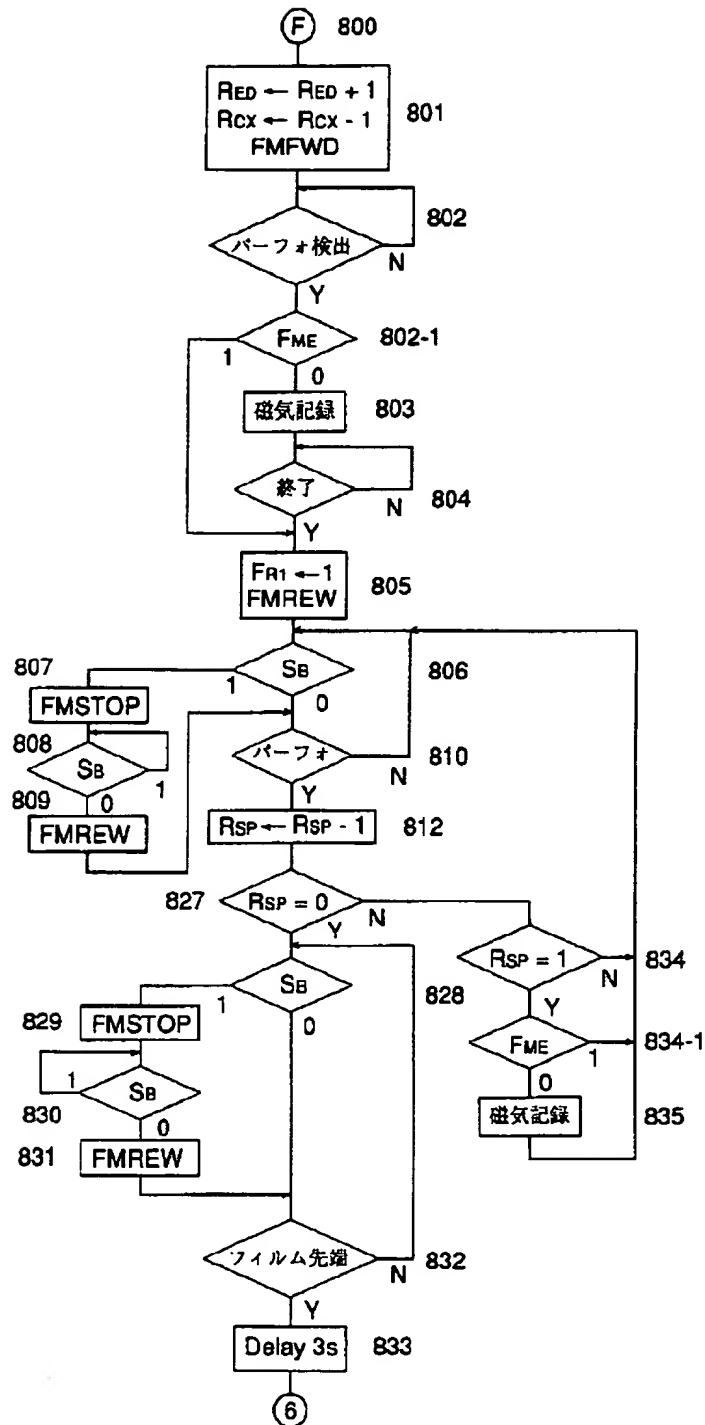 F 800
RED ← RED + 1
RCX ← RCX - 1
FMFWD
801
802
パーフォ検出
N
Y
FME
802-1
1
0
磁気記録
803
終了
804
N
Y
FR1 ← 1
FMREW
805
807
SB
806
1
0
FMSTOP
808
SB
1
パーフォ
810
N
809
0
Y
FMREW
RSP ← RSP - 1
812
827
RSP = 0
N
Y
SB
828
1
0
RSP = 1
834
N
Y
829
FMSTOP
FME
834-1
1
0
1
SB
830
0
磁気記録
835
831
FMREW
フィルム先端
832
N
Y
Delay 3s
833
6